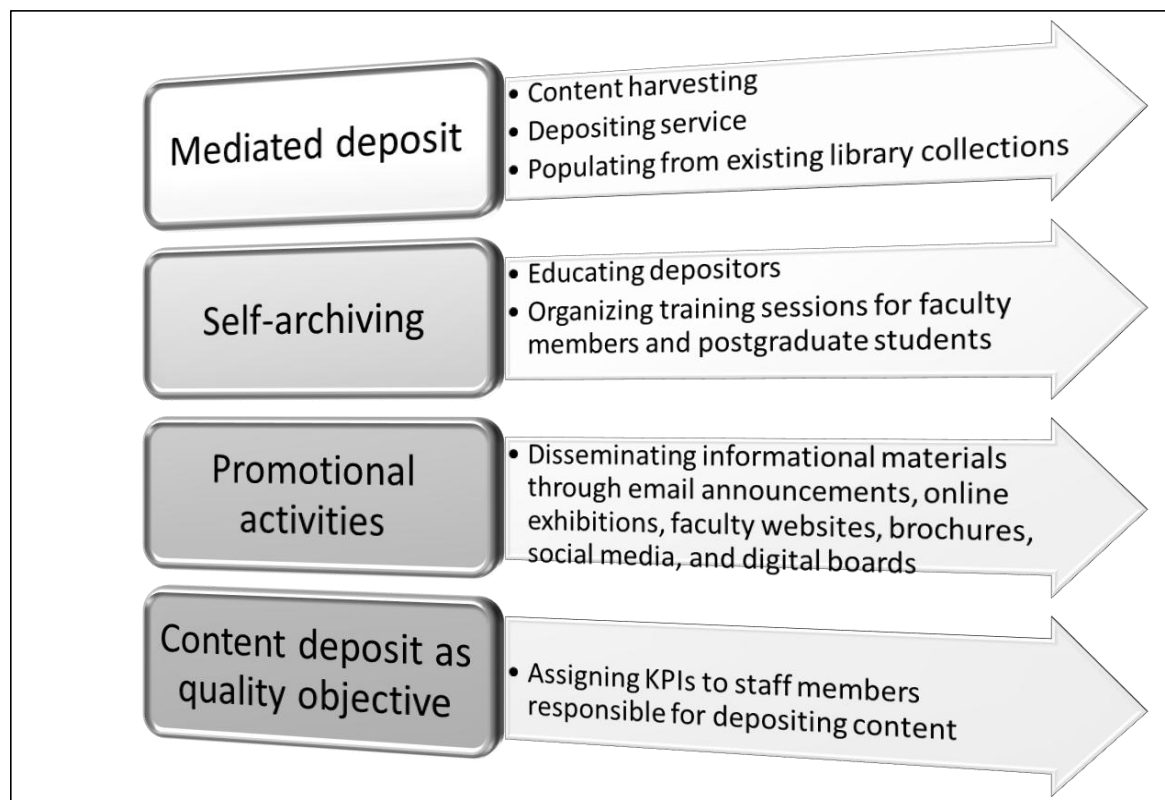 Mediated deposit
• Content harvesting
• Depositing service
• Populating from existing library collections
Self-archiving
• Educating depositors
• Organizing training sessions for faculty
members and postgraduate students
Promotional
activities
• Disseminating informational materials
through email announcements, online
exhibitions, faculty websites, brochures,
social media, and digital boards
Content deposit as
quality objective
• Assigning KPIs to staff members
responsible for depositing content